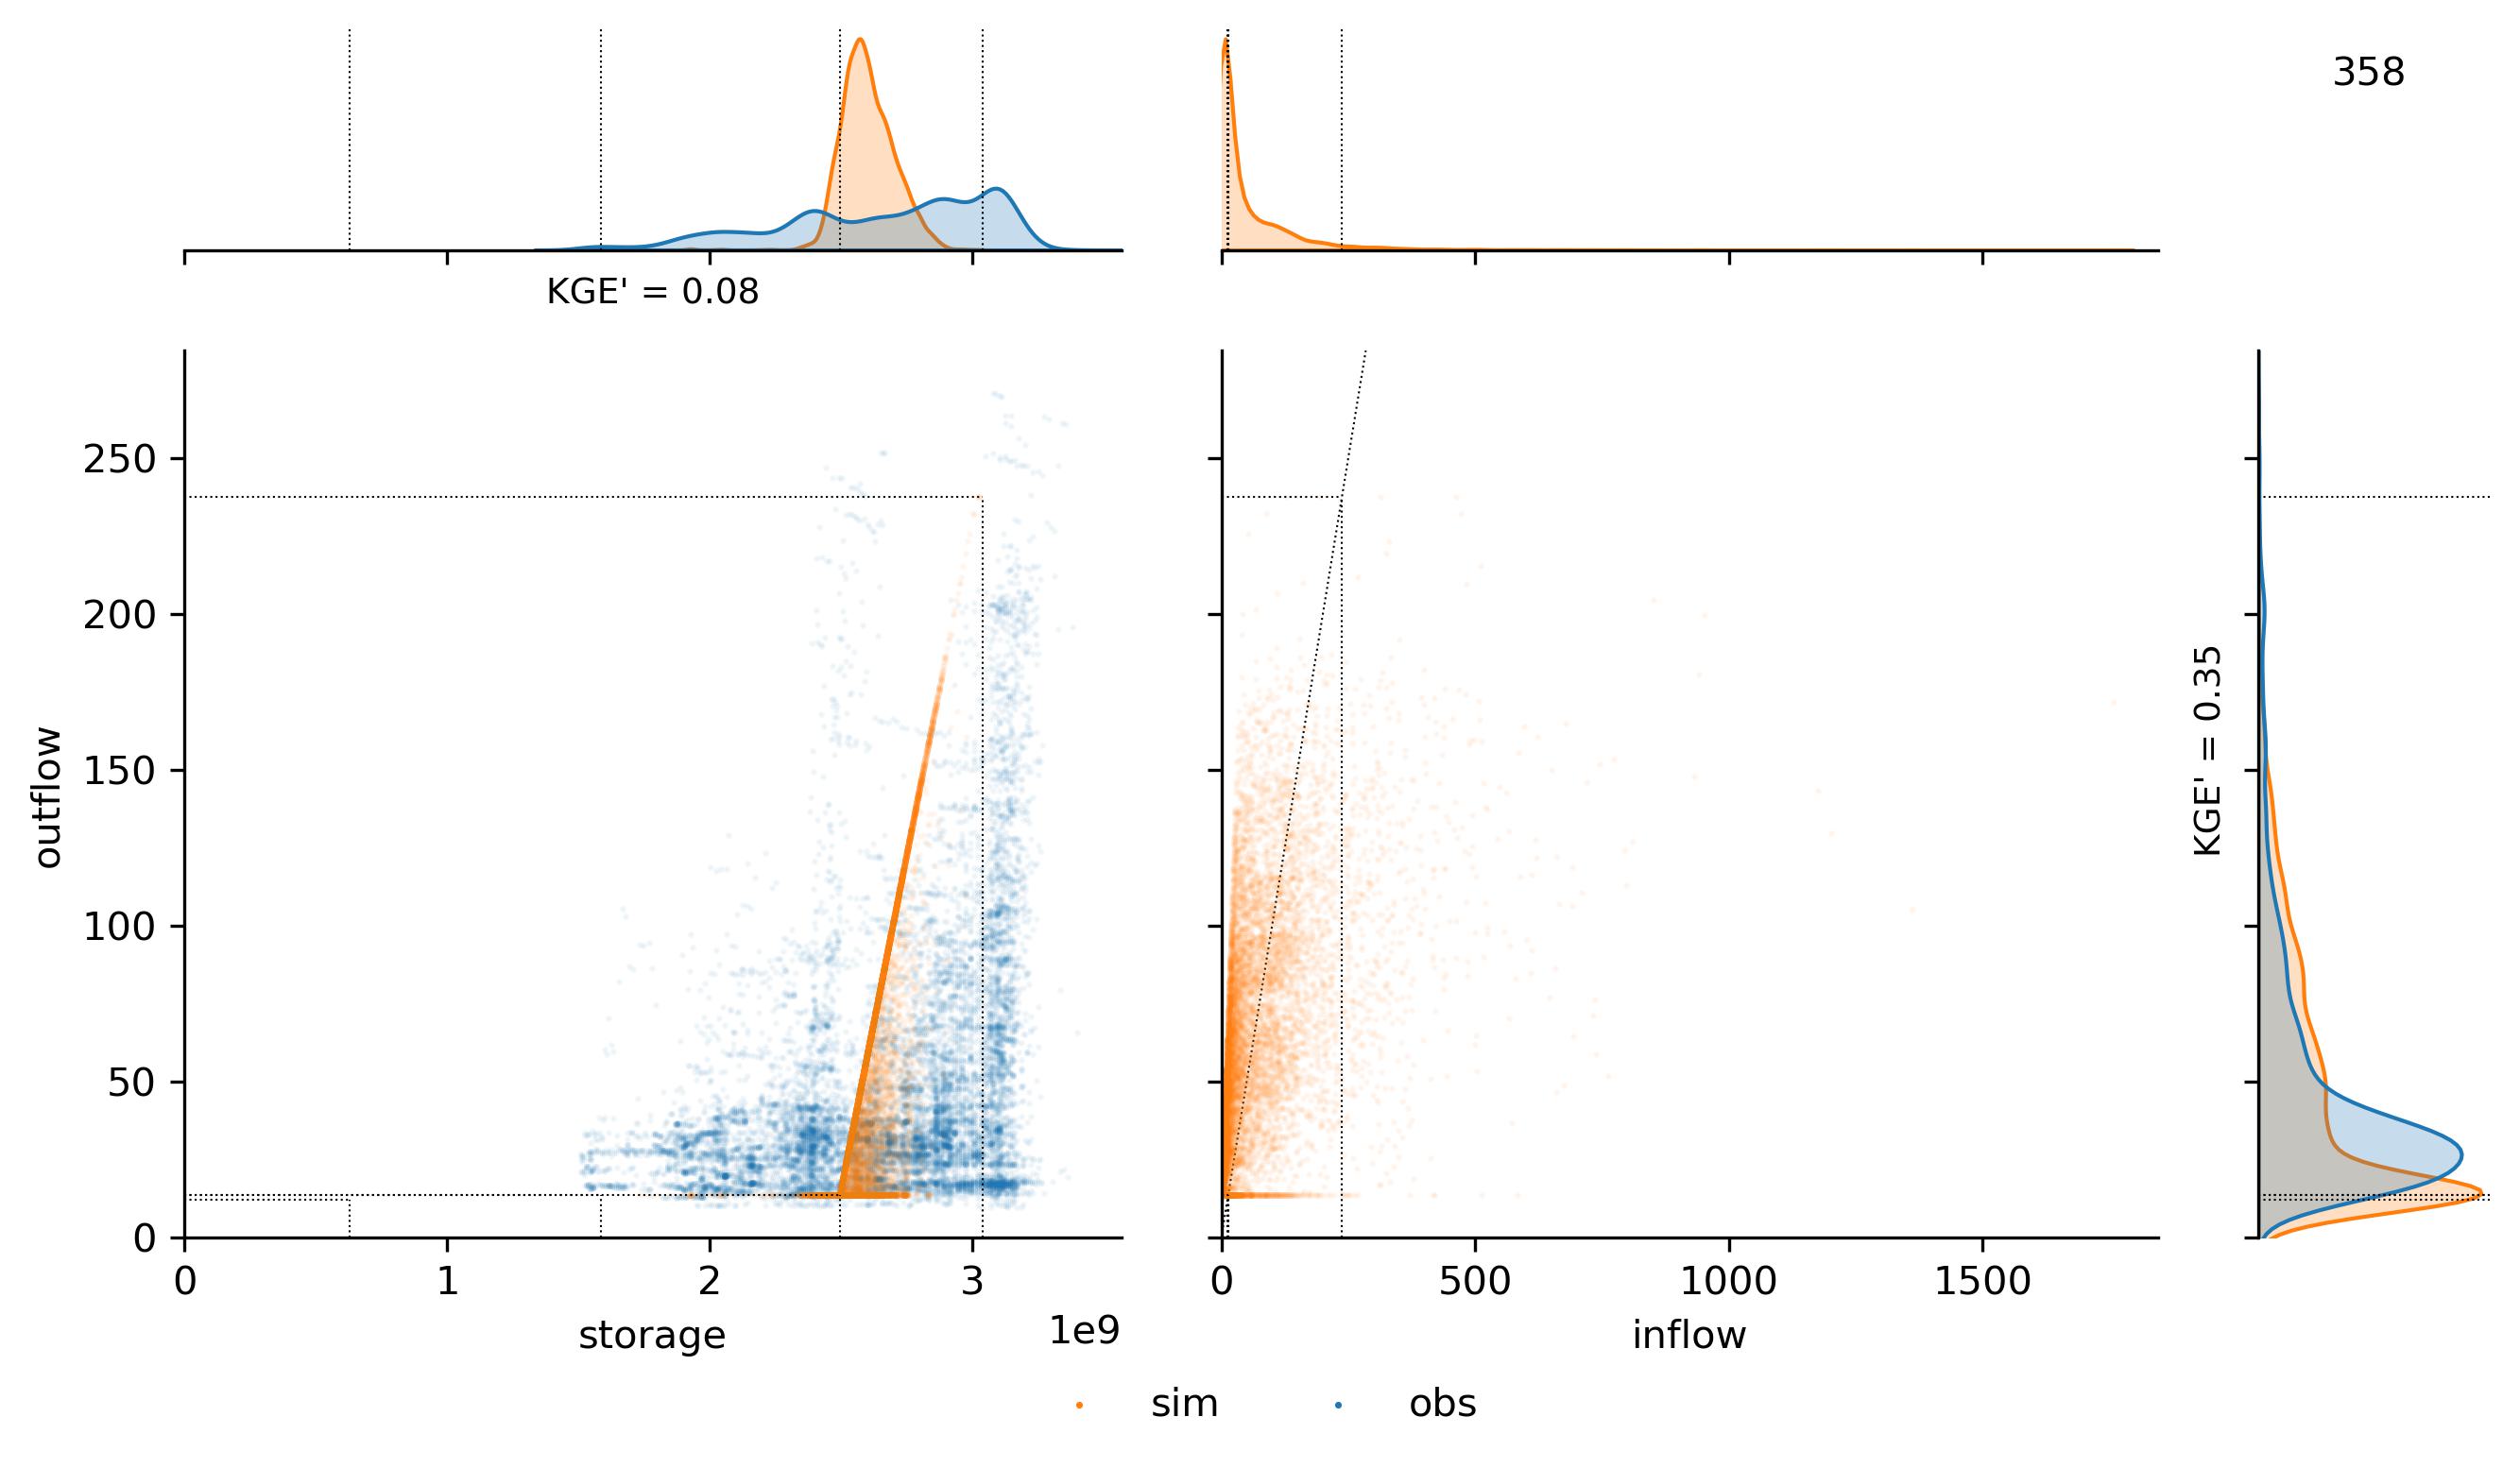 358
KGE' = 0.08
250
200
150
100
50
0
outflow
KGE' = 0.35
0 1 2 3
0 500 1000 1500
1e9
storage
inflow
sim obs